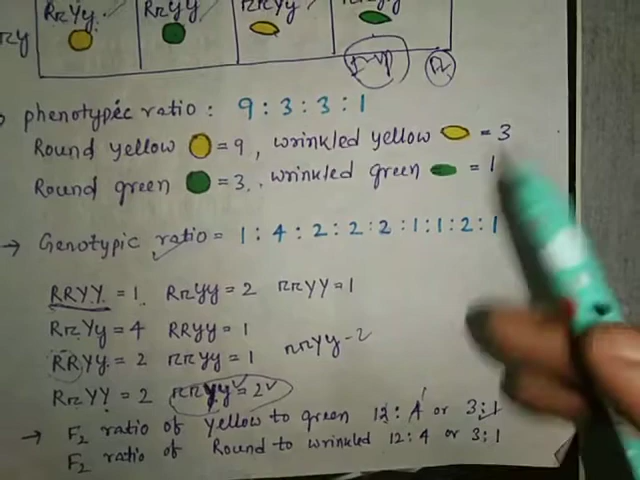 RrYy Rryy rrYy
ry
Imp
phenotypic ratio : 9 : 3 : 3 : 1
Round yellow = 9 , wrinkled yellow = 3
Round green = 3 , wrinkled green = 1
→ Genotypic ratio = 1 : 4 : 2 : 2 : 2 : 1 : 1 : 2 : 1
RRYY = 1 Rryy = 2 rrYY = 1
RrYy = 4 RRyy = 1
RRYy = 2 rryy = 1 rrYy - 2
RrYY = 2
→ F2 ratio of yellow to green 12 : 4 or 3 : 1
F2 ratio of Round to wrinkled 12 : 4 or 3 : 1